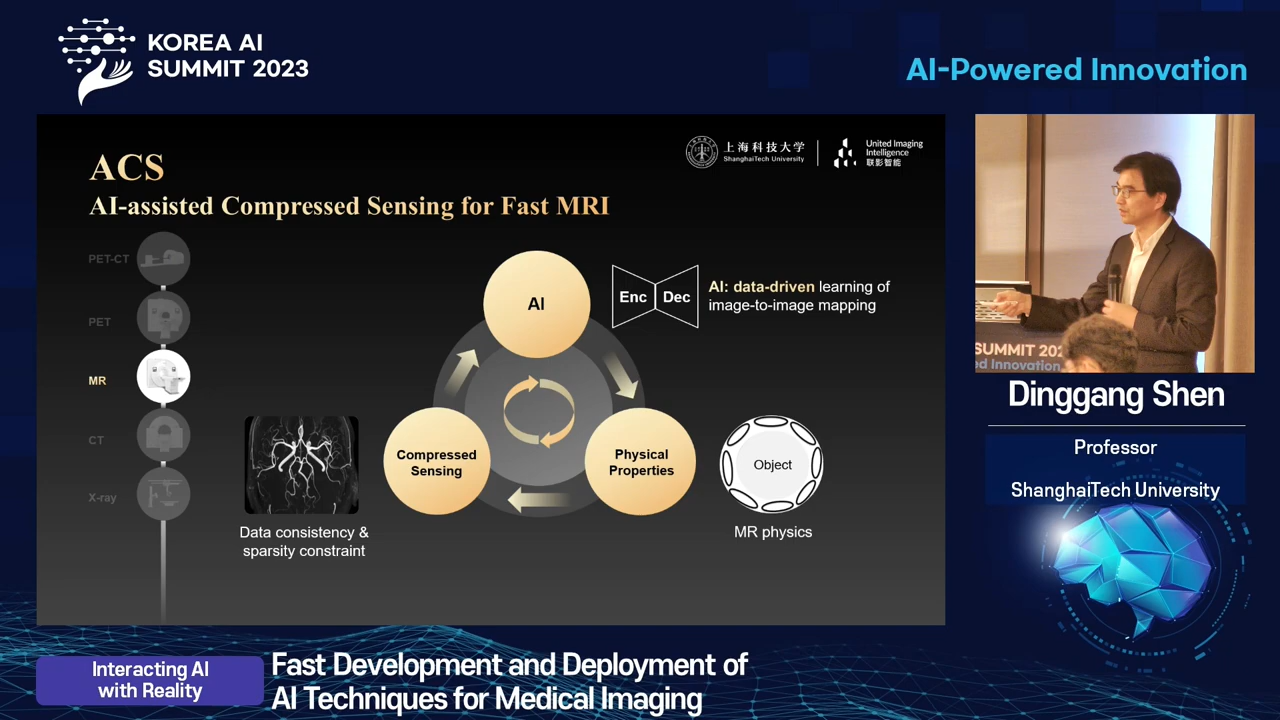 KOREA AI
SUMMIT 2023
AI-Powered Innovation
ACS
AI-assisted Compressed Sensing for Fast MRI
上海科技大学
ShanghaiTech University
United Imaging
Intelligence
联影智能
PET-CT
PET
MR
CT
X-ray
AI
Enc
Dec
AI: data-driven learning of
image-to-image mapping
Compressed
Sensing
Physical
Properties
Object
Data consistency &
sparsity constraint
MR physics
SUMMIT 202
ed Innovation
Dinggang Shen
Professor
ShanghaiTech University
Interacting AI
with Reality
Fast Development and Deployment of
AI Techniques for Medical Imaging